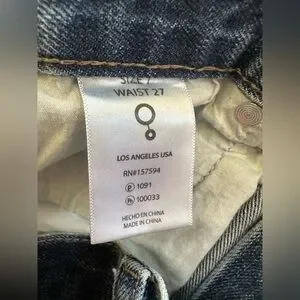 SIZE 7
WAIST 27
LOS ANGELES USA
RN#157594
P 1091
h 100033
HECHO EN CHINA
MADE IN CHINA